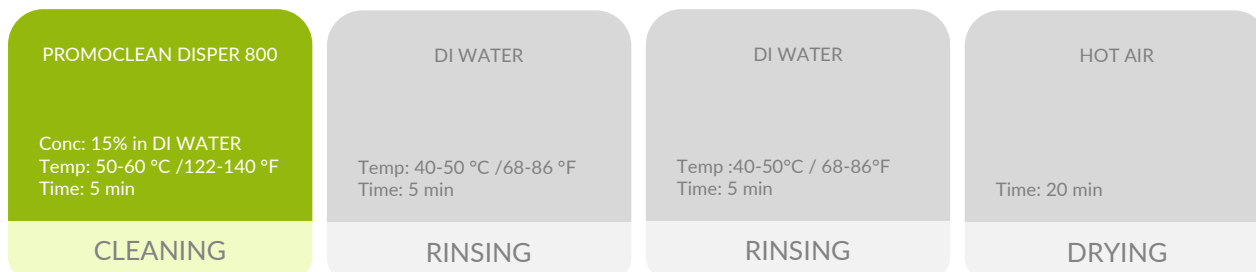 PROMOCLEAN DISPER 800
Conc: 15% in DI WATER
Temp: 50-60 °C /122-140 °F
Time: 5 min
CLEANING
DI WATER
Temp: 40-50 °C /68-86 °F
Time: 5 min
RINSING
DI WATER
Temp :40-50°C / 68-86°F
Time: 5 min
RINSING
HOT AIR
Time: 20 min
DRYING